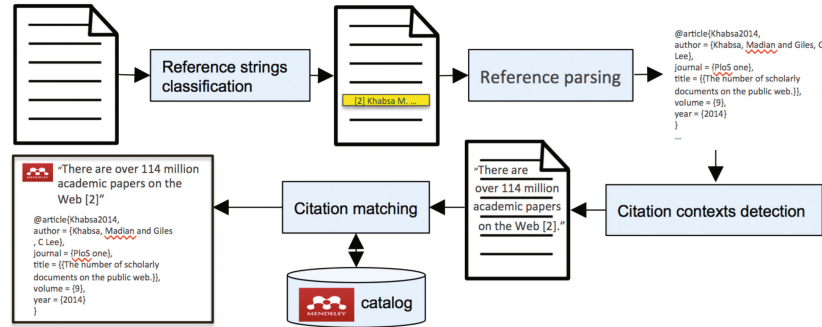 Reference strings
classification
[2] Khabsa M. ...
Reference parsing
@article{Khabsa2014,
author = {Khabsa, Madian and Giles, C
Lee},
journal = {PloS one},
title = {{The number of scholarly
documents on the public web.}},
volume = {9},
year = {2014}
}
...
Citation contexts detection
"There are
over 114 million
academic papers
on the Web [2]."
Citation matching
MENDELEY
catalog
MENDELEY
"There are over 114 million
academic papers on the
Web [2]"
@article{Khabsa2014,
author = {Khabsa, Madian and Giles
, C Lee},
journal = {PloS one},
title = {{The number of scholarly
documents on the public web.}},
volume = {9},
year = {2014}
}